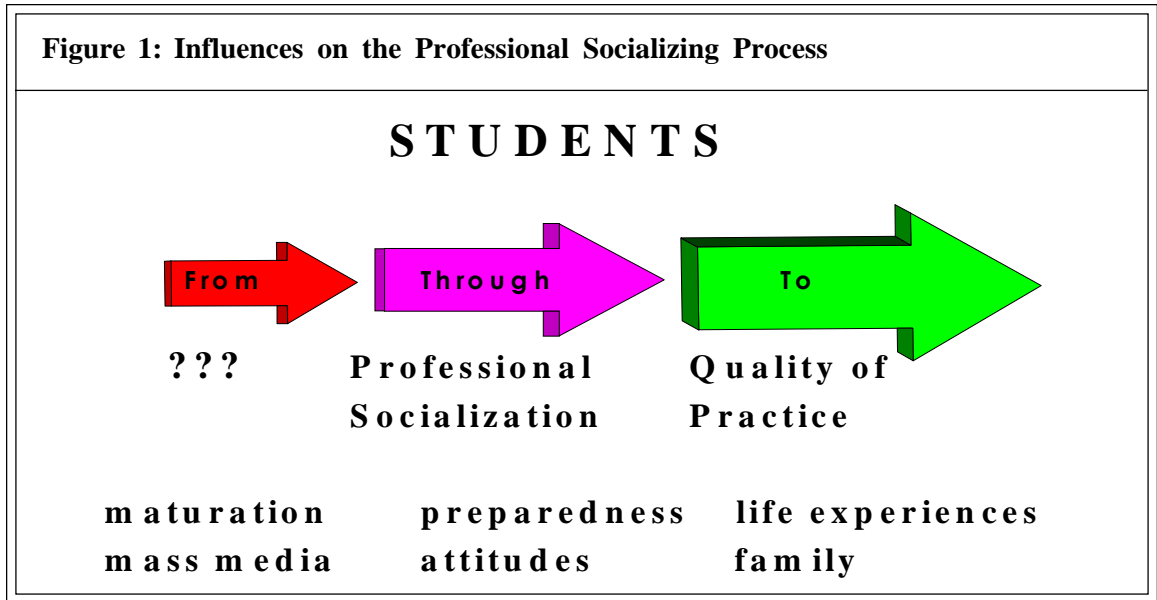 Figure 1: Influences on the Professional Socializing Process
STUDENTS
From Through To
??? Professional Quality of
Socialization Practice
maturation preparedness life experiences
mass media attitudes family